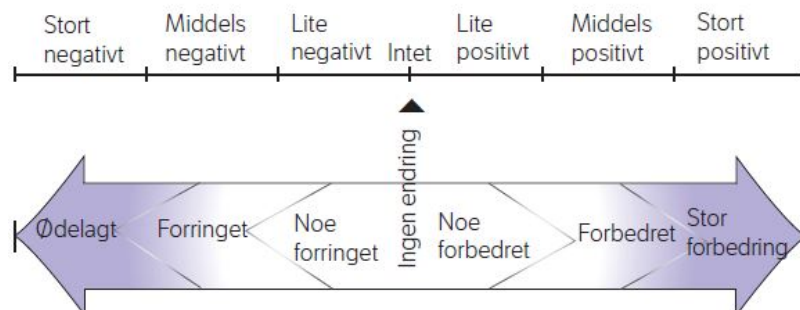 Stort
negativt
Middels
negativt
Lite
negativt
Intet
Lite
positivt
Middels
positivt
Stort
positivt
Ingen endring
Ødelagt
Forringet
Noe
forringet
Noe
forbedret
Forbedret
Stor
forbedring